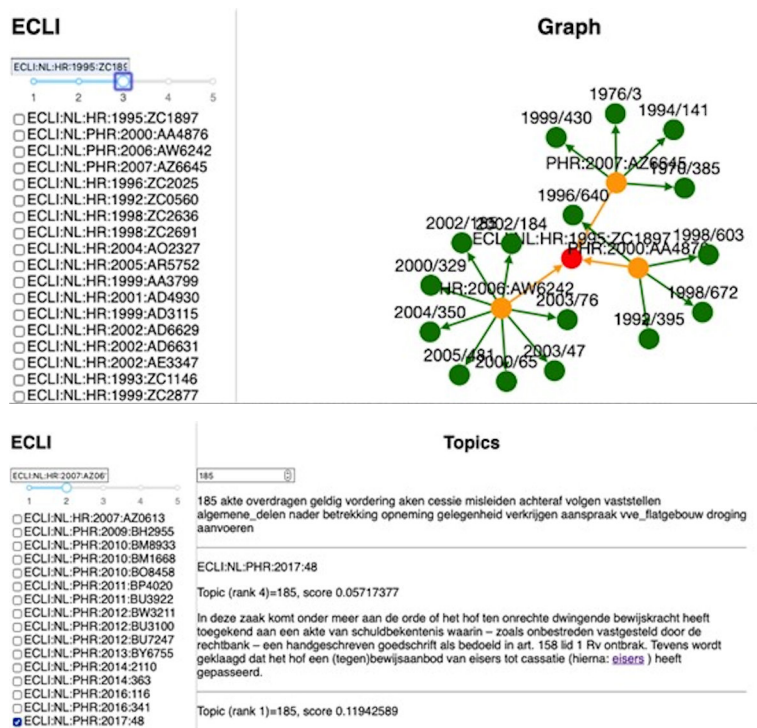 ECLI
ECLI:NL:HR:1995:ZC189
1 2 3 4 5
ECLI:NL:HR:1995:ZC1897
ECLI:NL:PHR:2000:AA4876
ECLI:NL:PHR:2006:AW6242
ECLI:NL:PHR:2007:AZ6645
ECLI:NL:HR:1996:ZC2025
ECLI:NL:HR:1992:ZC0560
ECLI:NL:HR:1998:ZC2636
ECLI:NL:HR:1998:ZC2691
ECLI:NL:HR:2004:AO2327
ECLI:NL:HR:2005:AR5752
ECLI:NL:HR:1999:AA3799
ECLI:NL:HR:2001:AD4930
ECLI:NL:HR:1999:AD3115
ECLI:NL:HR:2002:AD6629
ECLI:NL:HR:2002:AD6631
ECLI:NL:HR:2002:AE3347
ECLI:NL:HR:1993:ZC1146
ECLI:NL:HR:1999:ZC2877
Graph
1976/3
1999/430
1994/141
PHR:2007:AZ6645
1970/385
1996/640
2002/185
2002/184
ECLI:NL:HR:1995:ZC1897
1998/603
PHR:2000:AA4876
2000/329
HR:2006:AW6242
2003/76
1998/672
2004/350
1992/395
2005/481
2000/65
2003/47
ECLI
ECLI:NL:HR:2007:AZ06
1 2 3 4 5
ECLI:NL:HR:2007:AZ0613
ECLI:NL:PHR:2009:BH2955
ECLI:NL:PHR:2010:BM8933
ECLI:NL:PHR:2010:BM1668
ECLI:NL:PHR:2010:BO8458
ECLI:NL:PHR:2011:BP4020
ECLI:NL:PHR:2011:BU3922
ECLI:NL:PHR:2012:BW3211
ECLI:NL:PHR:2012:BU3100
ECLI:NL:PHR:2012:BU7247
ECLI:NL:PHR:2013:BY6755
ECLI:NL:PHR:2014:2110
ECLI:NL:PHR:2014:363
ECLI:NL:PHR:2016:116
ECLI:NL:PHR:2016:341
ECLI:NL:PHR:2017:48
Topics
185
185 akte overdragen geldig vordering aken cessie misleiden achteraf volgen vaststellen
algemene_delen nader betrekking opneming gelegenheid verkrijgen aanspraak vve_flatgebouw droging
aanvoeren
ECLI:NL:PHR:2017:48
Topic (rank 4)=185, score 0.05717377
In deze zaak komt onder meer aan de orde of het hof ten onrechte dwingende bewijskracht heeft
toegekend aan een akte van schuldbekentenis waarin – zoals onbestreden vastgesteld door de
rechtbank – een handgeschreven goedschrift als bedoeld in art. 158 lid 1 Rv ontbrak. Tevens wordt
geklaagd dat het hof een (tegen)bewijsaanbod van eisers tot cassatie (hierna: eisers ) heeft
gepasseerd.
Topic (rank 1)=185, score 0.11942589